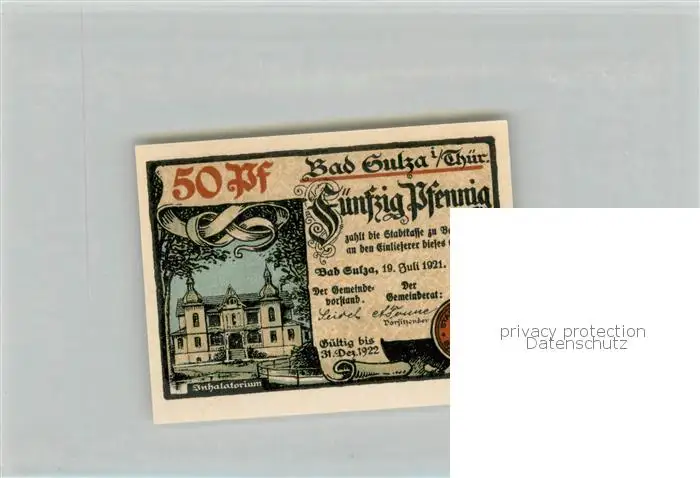 50 Pf
Bad Sulza i/Thür.
Fünfzig Pfennig
zahlt die Stadtkasse zu
an den Einlieferer dieses
Bad Sulza, 19. Juli 1921.
Der Gemeinde-
vorstand.
Der
Gemeinderat:
Seidel
Vorsitzender
Gültig bis
31. Dez. 1922
Inhalatorium
privacy protection
Datenschutz